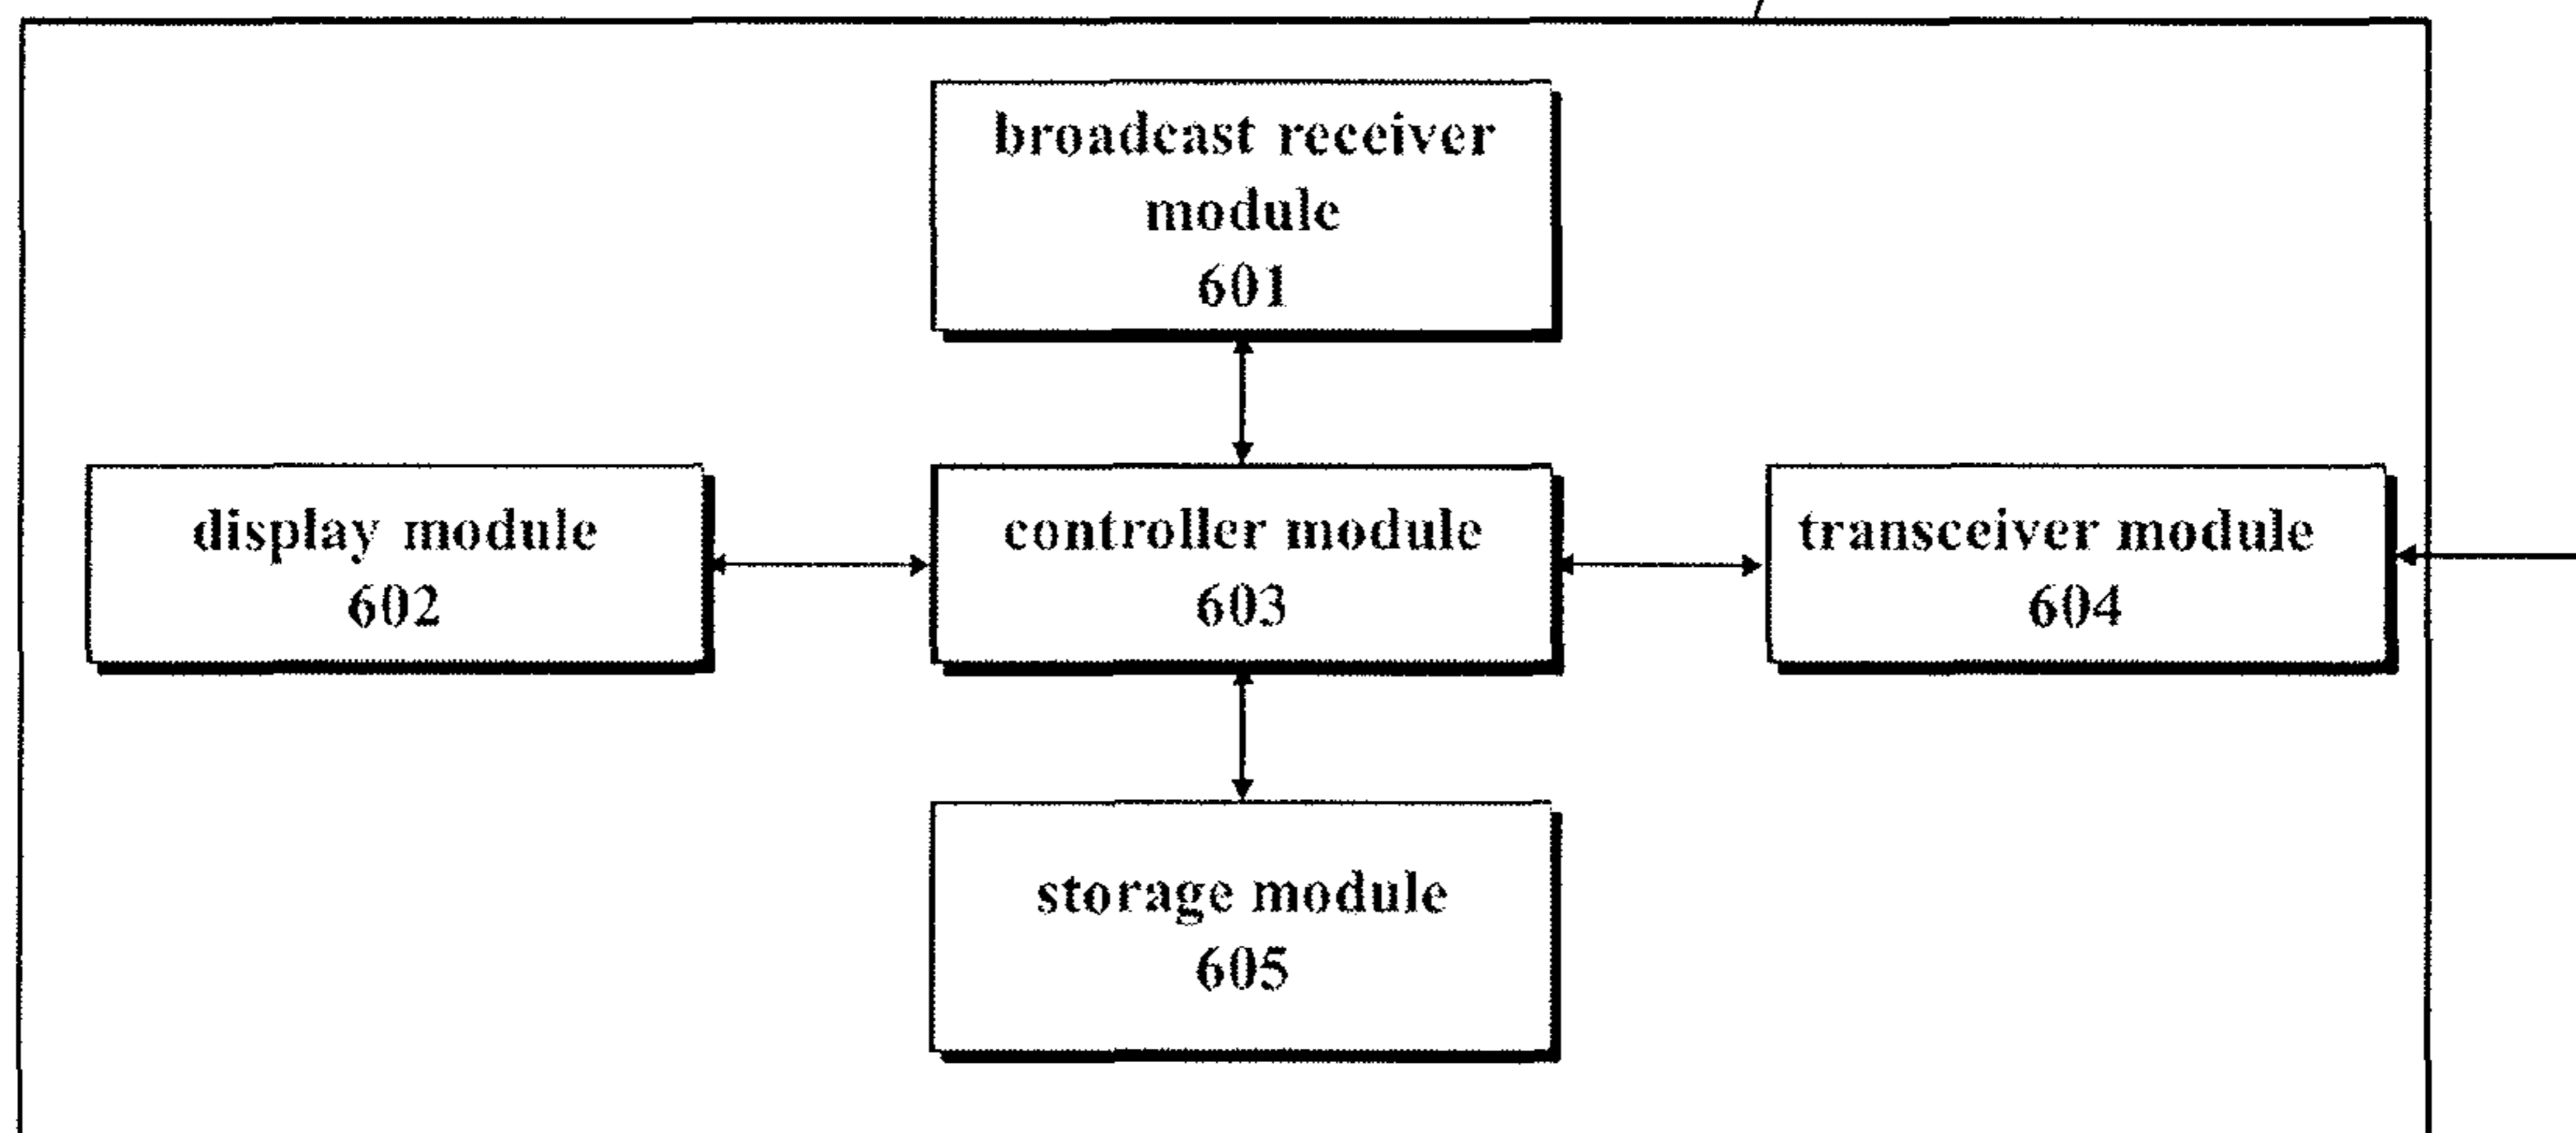 broadcast receiver
module
601
display module
602
controller module
603
transceiver module
604
storage module
605